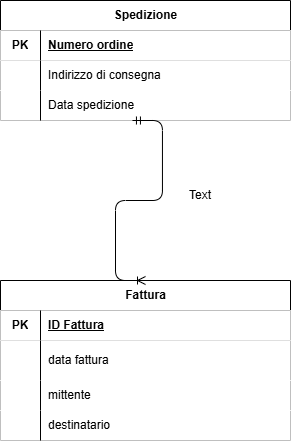 Spedizione
PK Numero ordine
Indirizzo di consegna
Data spedizione
Text
Fattura
PK ID Fattura
data fattura
mittente
destinatario